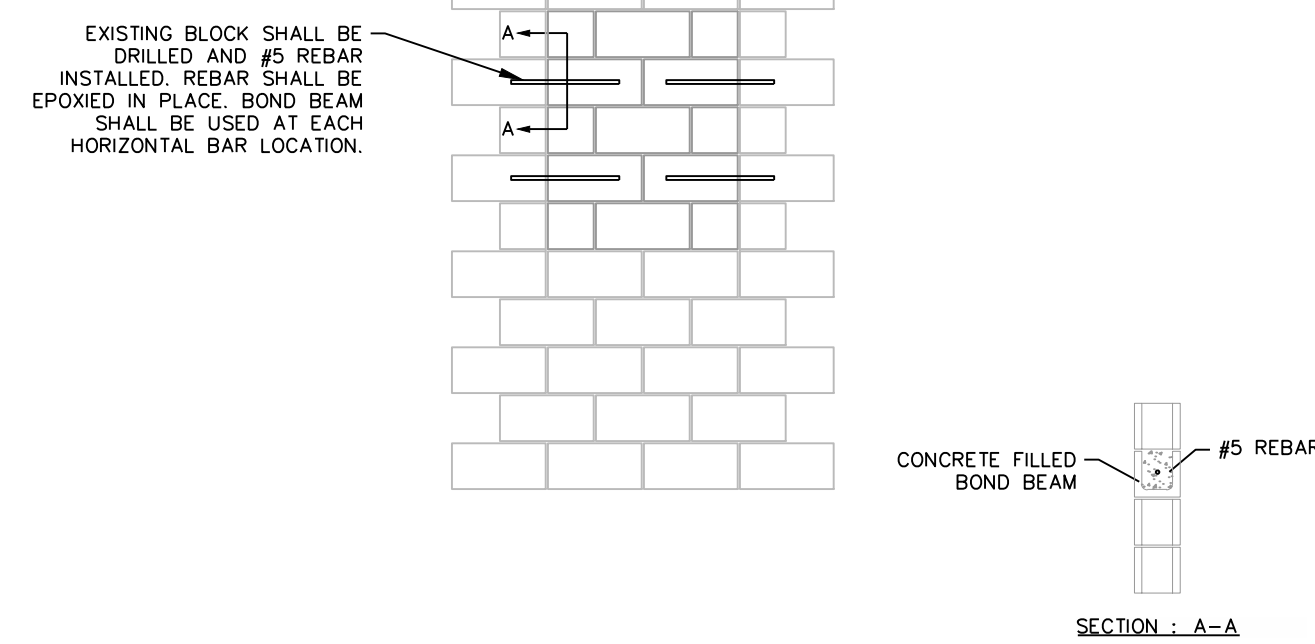 EXISTING BLOCK SHALL BE
DRILLED AND #5 REBAR
INSTALLED. REBAR SHALL BE
EPOXIED IN PLACE. BOND BEAM
SHALL BE USED AT EACH
HORIZONTAL BAR LOCATION.
A
A
CONCRETE FILLED
BOND BEAM
#5 REBAR
SECTION : A-A